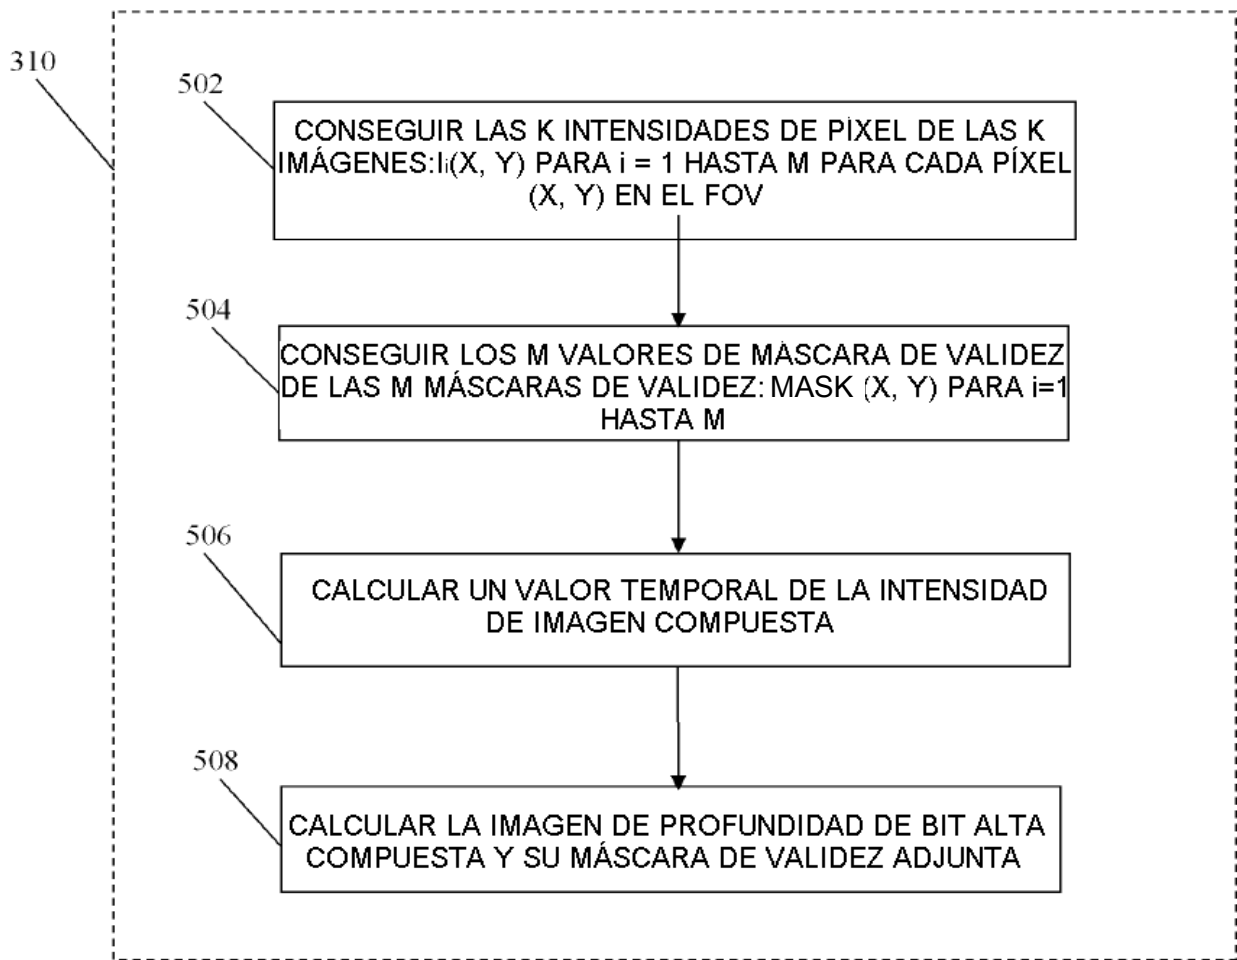 310
502
CONSEGUIR LAS K INTENSIDADES DE PÍXEL DE LAS K
IMÁGENES:Ii(X, Y) PARA i = 1 HASTA M PARA CADA PÍXEL
(X, Y) EN EL FOV
504
CONSEGUIR LOS M VALORES DE MÁSCARA DE VALIDEZ
DE LAS M MÁSCARAS DE VALIDEZ: MASK (X, Y) PARA i=1
HASTA M
506
CALCULAR UN VALOR TEMPORAL DE LA INTENSIDAD
DE IMAGEN COMPUESTA
508
CALCULAR LA IMAGEN DE PROFUNDIDAD DE BIT ALTA
COMPUESTA Y SU MÁSCARA DE VALIDEZ ADJUNTA